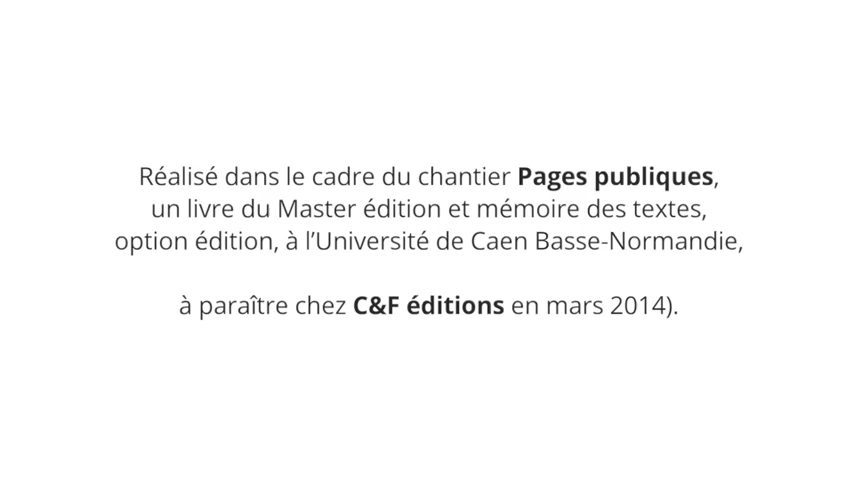 Réalisé dans le cadre du chantier Pages publiques,
un livre du Master édition et mémoire des textes,
option édition, à l’Université de Caen Basse-Normandie,
à paraître chez C&F éditions en mars 2014).